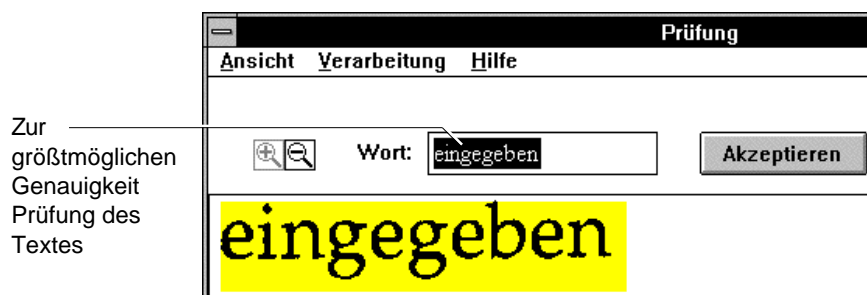 Prüfung
Ansicht Verarbeitung Hilfe
Zur
größtmöglichen
Genauigkeit
Prüfung des
Textes
Wort: eingegeben Akzeptieren
eingegeben